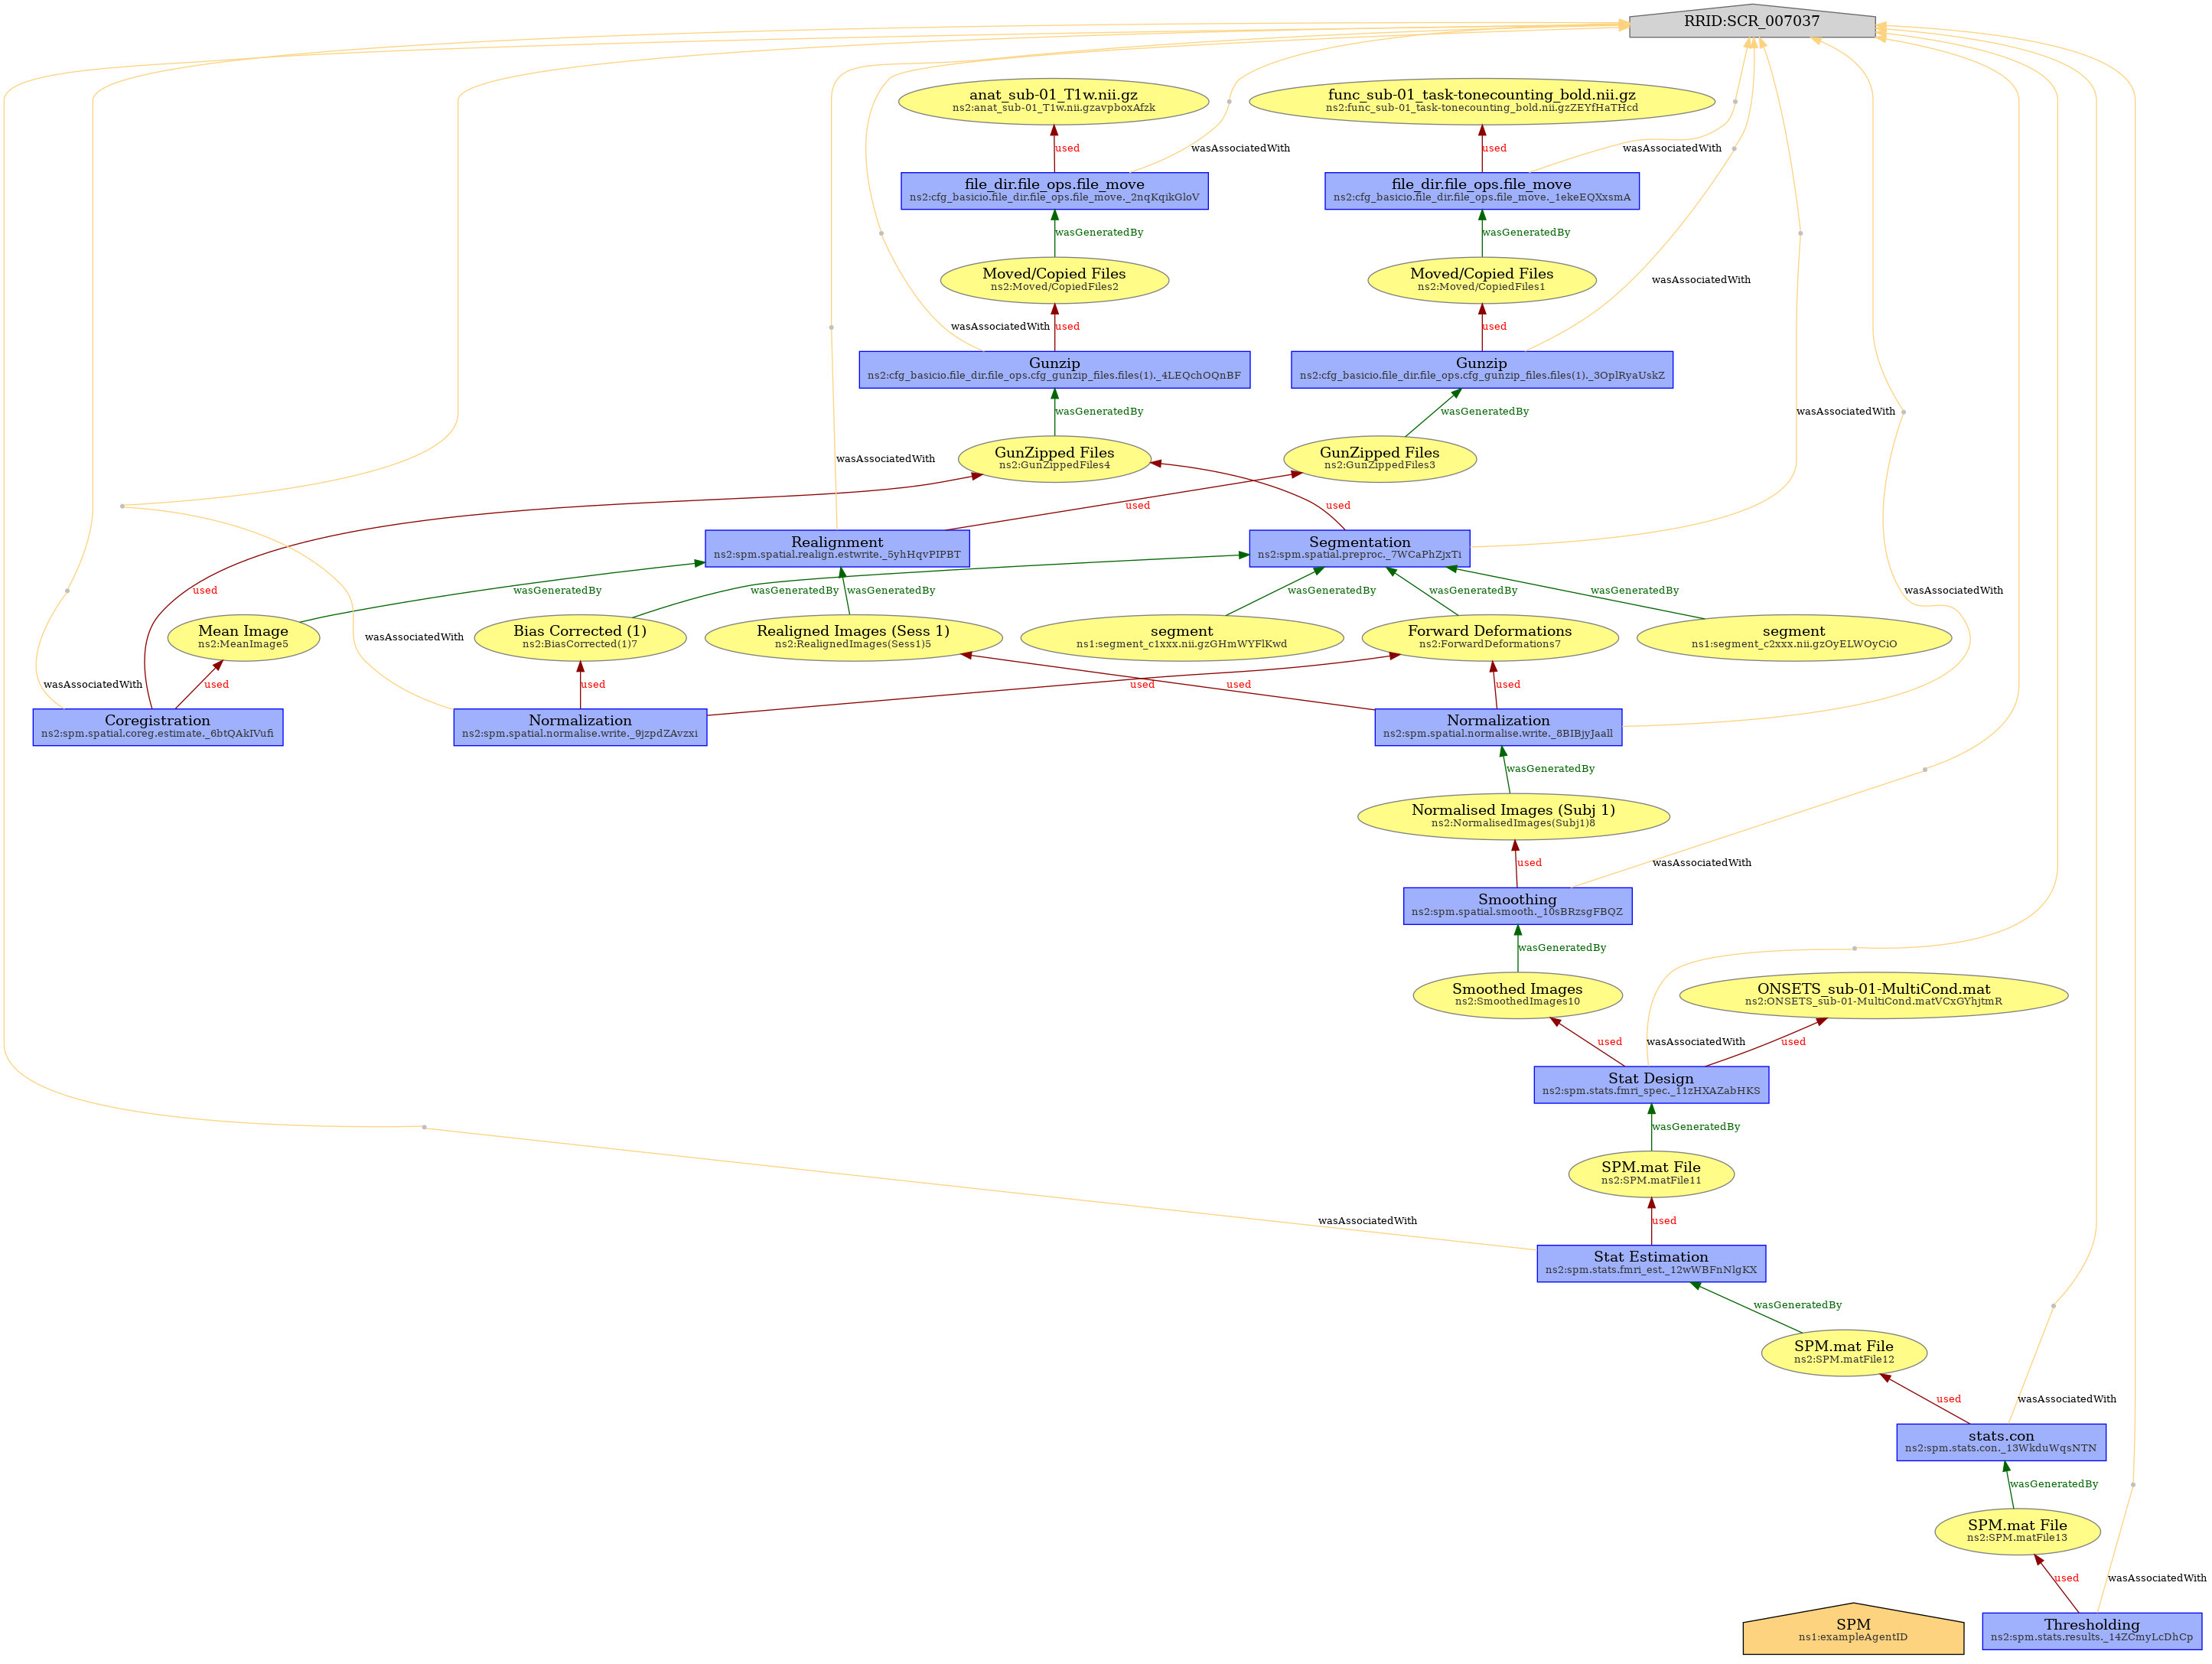 RRID:SCR_007037
anat_sub-01_T1w.nii.gz
ns2:anat_sub-01_T1w.nii.gzavpboxAfzk
func_sub-01_task-tonecounting_bold.nii.gz
ns2:func_sub-01_task-tonecounting_bold.nii.gzZEYfHaTHcd
used
wasAssociatedWith
used
wasAssociatedWith
file_dir.file_ops.file_move
ns2:cfg_basicio.file_dir.file_ops.file_move._2nqKqikGloV
file_dir.file_ops.file_move
ns2:cfg_basicio.file_dir.file_ops.file_move._1ekeEQXxsmA
wasGeneratedBy
wasGeneratedBy
Moved/Copied Files
ns2:Moved/CopiedFiles2
Moved/Copied Files
ns2:Moved/CopiedFiles1
wasAssociatedWith
wasAssociatedWith
used
used
Gunzip
ns2:cfg_basicio.file_dir.file_ops.cfg_gunzip_files.files(1)._4LEQchOQnBF
Gunzip
ns2:cfg_basicio.file_dir.file_ops.cfg_gunzip_files.files(1)._3OplRyaUskZ
wasGeneratedBy
wasGeneratedBy
wasAssociatedWith
GunZipped Files
ns2:GunZippedFiles4
GunZipped Files
ns2:GunZippedFiles3
wasAssociatedWith
used
used
Realignment
ns2:spm.spatial.realign.estwrite._5yhHqvPIPBT
Segmentation
ns2:spm.spatial.preproc._7WCaPhZjxTi
used
wasGeneratedBy
wasGeneratedBy
wasGeneratedBy
wasGeneratedBy
wasGeneratedBy
wasGeneratedBy
wasAssociatedWith
Mean Image
ns2:MeanImage5
wasAssociatedWith
Bias Corrected (1)
ns2:BiasCorrected(1)7
Realigned Images (Sess 1)
ns2:RealignedImages(Sess1)5
segment
ns1:segment_c1xxx.nii.gzGHmWYFlKwd
Forward Deformations
ns2:ForwardDeformations7
segment
ns1:segment_c2xxx.nii.gzOyELWOyCiO
wasAssociatedWith
used
used
used
used
used
Coregistration
ns2:spm.spatial.coreg.estimate._6btQAkIVufi
Normalization
ns2:spm.spatial.normalise.write._9jzpdZAvzxi
Normalization
ns2:spm.spatial.normalise.write._8BIBjyJaall
wasGeneratedBy
Normalised Images (Subj 1)
ns2:NormalisedImages(Subj1)8
used
wasAssociatedWith
Smoothing
ns2:spm.spatial.smooth._10sBRzsgFBQZ
wasGeneratedBy
Smoothed Images
ns2:SmoothedImages10
ONSETS_sub-01-MultiCond.mat
ns2:ONSETS_sub-01-MultiCond.matVCxGYhjtmR
used
wasAssociatedWith
used
Stat Design
ns2:spm.stats.fmri_spec._11zHXAZabHKS
wasGeneratedBy
SPM.mat File
ns2:SPM.matFile11
wasAssociatedWith
used
Stat Estimation
ns2:spm.stats.fmri_est._12wWBFnNlgKX
wasGeneratedBy
SPM.mat File
ns2:SPM.matFile12
used
wasAssociatedWith
stats.con
ns2:spm.stats.con._13WkduWqsNTN
wasGeneratedBy
SPM.mat File
ns2:SPM.matFile13
used
wasAssociatedWith
SPM
ns1:exampleAgentID
Thresholding
ns2:spm.stats.results._14ZCmyLcDhCp